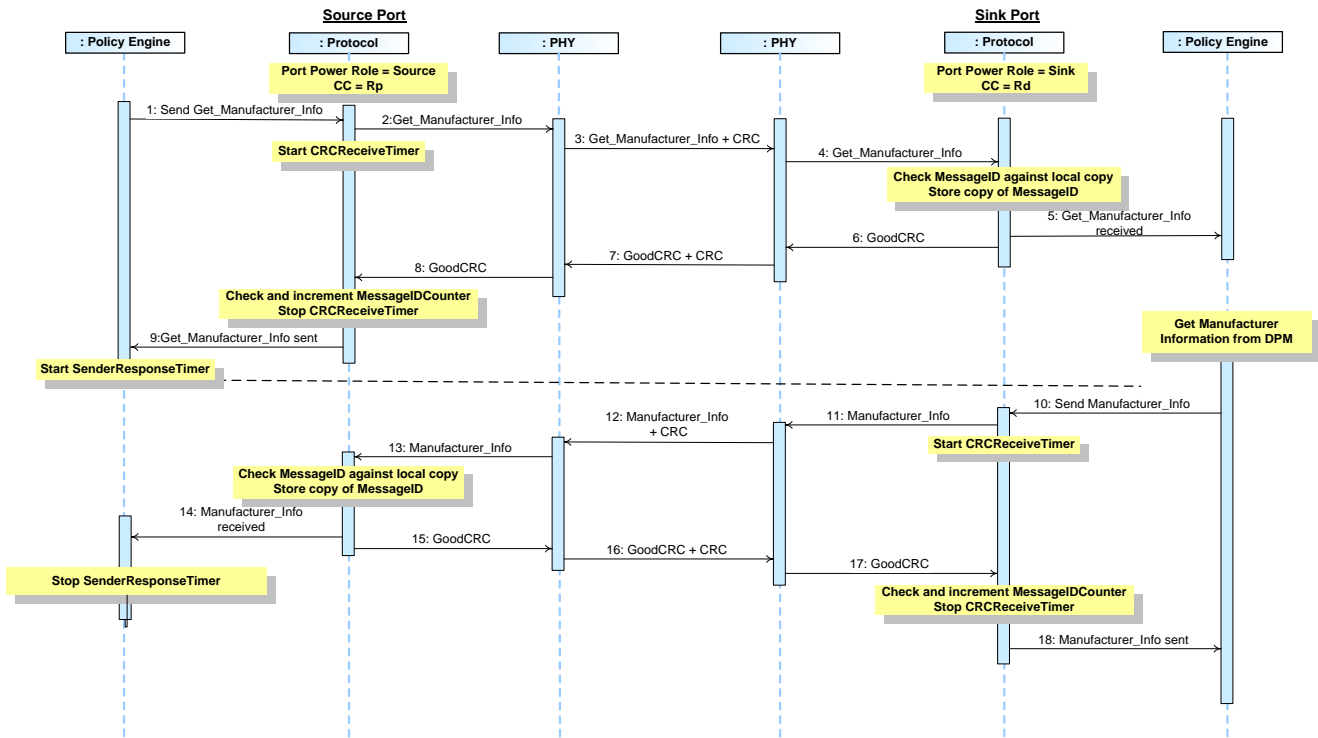 Source Port
Sink Port
: Policy Engine
: Protocol
: PHY
: PHY
: Protocol
: Policy Engine
Port Power Role = Source
CC = Rp
Port Power Role = Sink
CC = Rd
1: Send Get_Manufacturer_Info
2:Get_Manufacturer_Info
Start CRCReceiveTimer
3: Get_Manufacturer_Info + CRC
4: Get_Manufacturer_Info
Check MessageID against local copy
Store copy of MessageID
5: Get_Manufacturer_Info
received
6: GoodCRC
7: GoodCRC + CRC
8: GoodCRC
Check and increment MessageIDCounter
Stop CRCReceiveTimer
9:Get_Manufacturer_Info sent
Start SenderResponseTimer
Get Manufacturer
Information from DPM
10: Send Manufacturer_Info
11: Manufacturer_Info
Start CRCReceiveTimer
12: Manufacturer_Info
+ CRC
13: Manufacturer_Info
Check MessageID against local copy
Store copy of MessageID
14: Manufacturer_Info
received
15: GoodCRC
16: GoodCRC + CRC
17: GoodCRC
Stop SenderResponseTimer
Check and increment MessageIDCounter
Stop CRCReceiveTimer
18: Manufacturer_Info sent